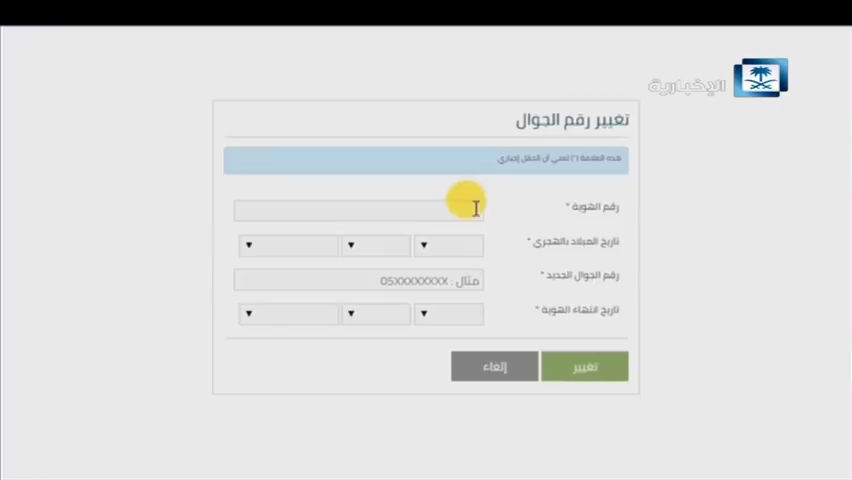 الإخبارية
تغيير رقم الجوال
هذه العلامة (*) تعني أن الحقل إجباري
رقم الهوية *
تاريخ الميلاد بالهجري *
رقم الجوال الجديد *
مثال : 05XXXXXXXX
تاريخ انتهاء الهوية *
تغيير
إلغاء